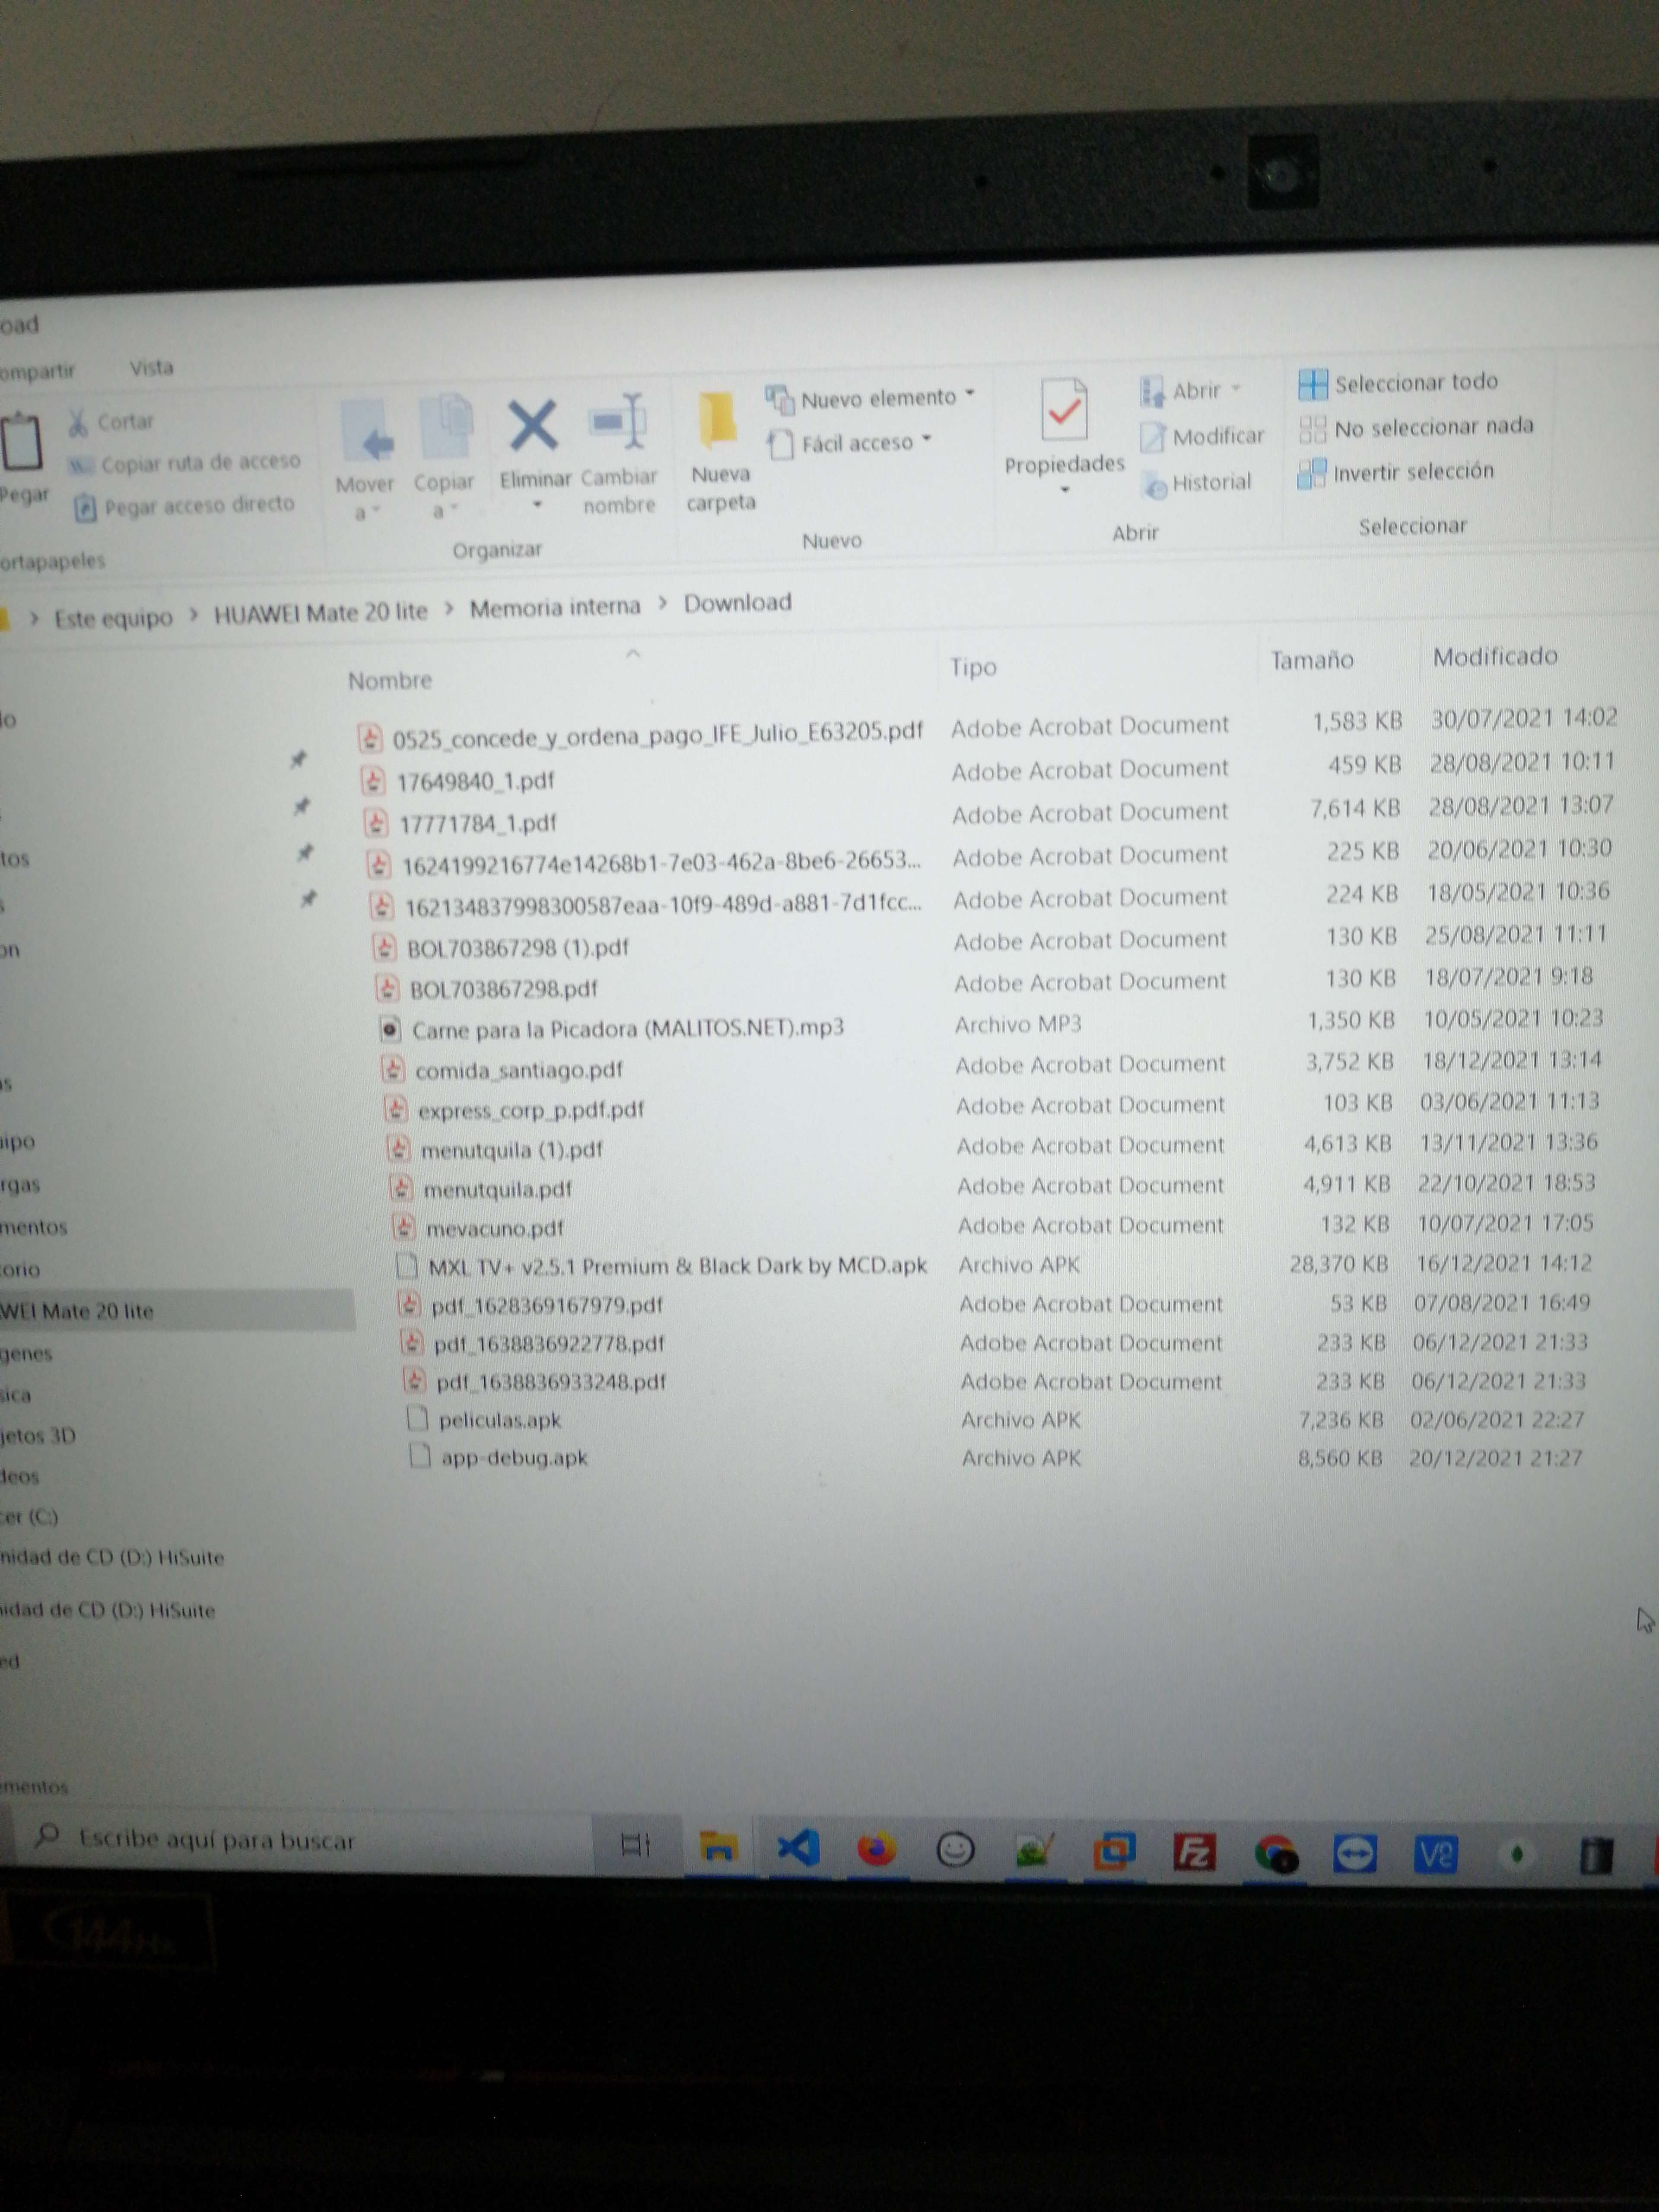 oad
ompartir Vista
Pegar
Cortar
Copiar ruta de acceso
Pegar acceso directo
ortapapeles
Mover a
Copiar a
Eliminar
Cambiar nombre
Organizar
Nueva carpeta
Nuevo elemento
Fácil acceso
Nuevo
Propiedades
Abrir
Modificar
Historial
Abrir
Seleccionar todo
No seleccionar nada
Invertir selección
Seleccionar
> Este equipo > HUAWEI Mate 20 lite > Memoria interna > Download
Nombre Tipo Tamaño Modificado
0525_concede_y_ordena_pago_IFE_Julio_E63205.pdf Adobe Acrobat Document 1,583 KB 30/07/2021 14:02
17649840_1.pdf Adobe Acrobat Document 459 KB 28/08/2021 10:11
17771784_1.pdf Adobe Acrobat Document 7,614 KB 28/08/2021 13:07
1624199216774e14268b1-7e03-462a-8be6-26653... Adobe Acrobat Document 225 KB 20/06/2021 10:30
162134837998300587eaa-10f9-489d-a881-7d1fcc... Adobe Acrobat Document 224 KB 18/05/2021 10:36
BOL703867298 (1).pdf Adobe Acrobat Document 130 KB 25/08/2021 11:11
BOL703867298.pdf Adobe Acrobat Document 130 KB 18/07/2021 9:18
Carne para la Picadora (MALITOS.NET).mp3 Archivo MP3 1,350 KB 10/05/2021 10:23
comida_santiago.pdf Adobe Acrobat Document 3,752 KB 18/12/2021 13:14
express_corp_p.pdf.pdf Adobe Acrobat Document 103 KB 03/06/2021 11:13
menutquila (1).pdf Adobe Acrobat Document 4,613 KB 13/11/2021 13:36
menutquila.pdf Adobe Acrobat Document 4,911 KB 22/10/2021 18:53
mevacuno.pdf Adobe Acrobat Document 132 KB 10/07/2021 17:05
MXL TV+ v2.5.1 Premium & Black Dark by MCD.apk Archivo APK 28,370 KB 16/12/2021 14:12
pdf_1628369167979.pdf Adobe Acrobat Document 53 KB 07/08/2021 16:49
pdf_1638836922778.pdf Adobe Acrobat Document 233 KB 06/12/2021 21:33
pdf_1638836933248.pdf Adobe Acrobat Document 233 KB 06/12/2021 21:33
peliculas.apk Archivo APK 7,236 KB 02/06/2021 22:27
app-debug.apk Archivo APK 8,560 KB 20/12/2021 21:27
lo
tos
s
on
as
uipo
rgas
mentos
torio
WEI Mate 20 lite
genes
sica
jetos 3D
deos
cer (C:)
nidad de CD (D:) HiSuite
nidad de CD (D:) HiSuite
ed
ementos
Escribe aquí para buscar
Fz
144Hz